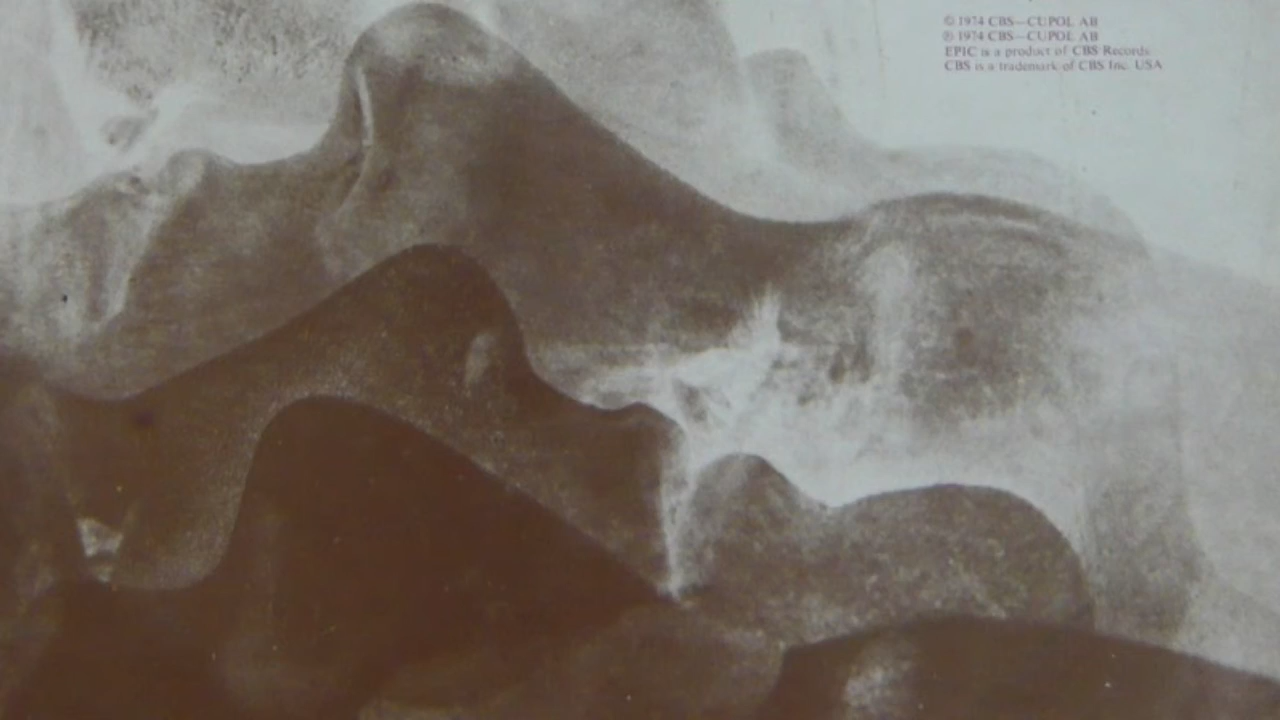 © 1974 CBS—CUPOL AB
℗ 1974 CBS—CUPOL AB
EPIC is a product of CBS Records
CBS is a trademark of CBS Inc. USA